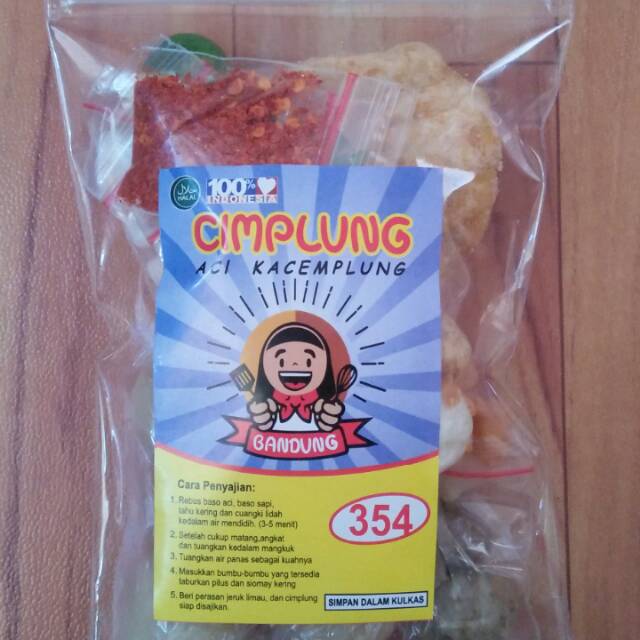 حلال
HALAL
100%
INDONESIA
CIMPLUNG
ACI KACEMPLUNG
BANDUNG
Cara Penyajian:
1. Rebus baso aci, baso sapi,
tahu kering dan cuangki lidah
kedalam air mendidih. (3-5 menit)
2. Setelah cukup matang,angkat
dan tuangkan kedalam mangkuk
3. Tuangkan air panas sebagai kuahnya
4. Masukkan bumbu-bumbu yang tersedia
taburkan pilus dan siomay kering
5. Beri perasan jeruk limau, dan cimplung
siap disajikan.
354
SIMPAN DALAM KULKAS